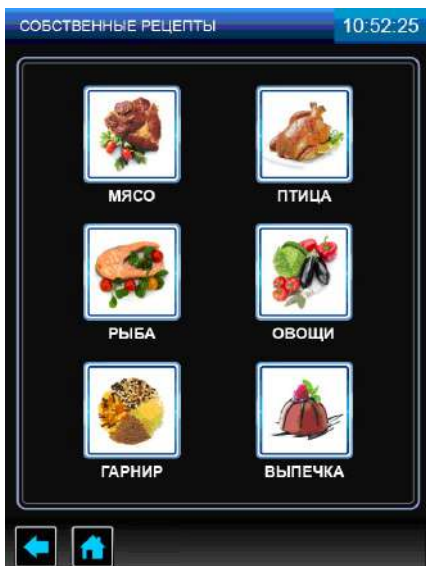 СОБСТВЕННЫЕ РЕЦЕПТЫ 10:52:25
МЯСО ПТИЦА
РЫБА ОВОЩИ
ГАРНИР ВЫПЕЧКА